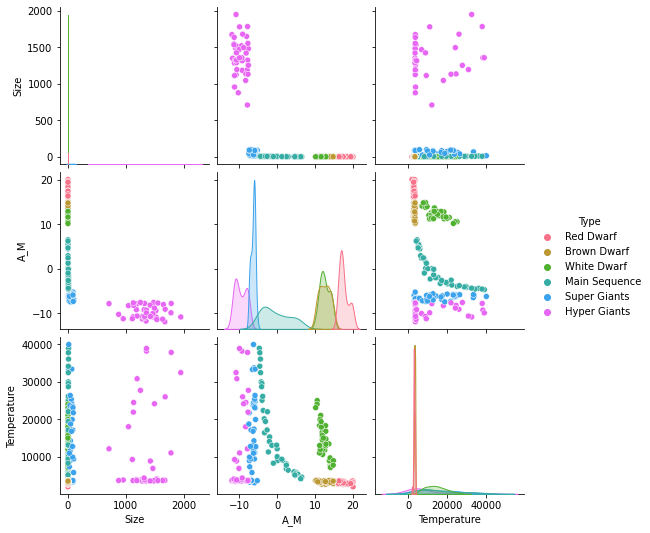 2000
1500
1000
500
0
Size
20
10
0
−10
A_M
Type
Red Dwarf
Brown Dwarf
White Dwarf
Main Sequence
Super Giants
Hyper Giants
40000
30000
20000
10000
Temperature
0 1000 2000
−10 0 10 20
0 20000 40000
Size A_M Temperature